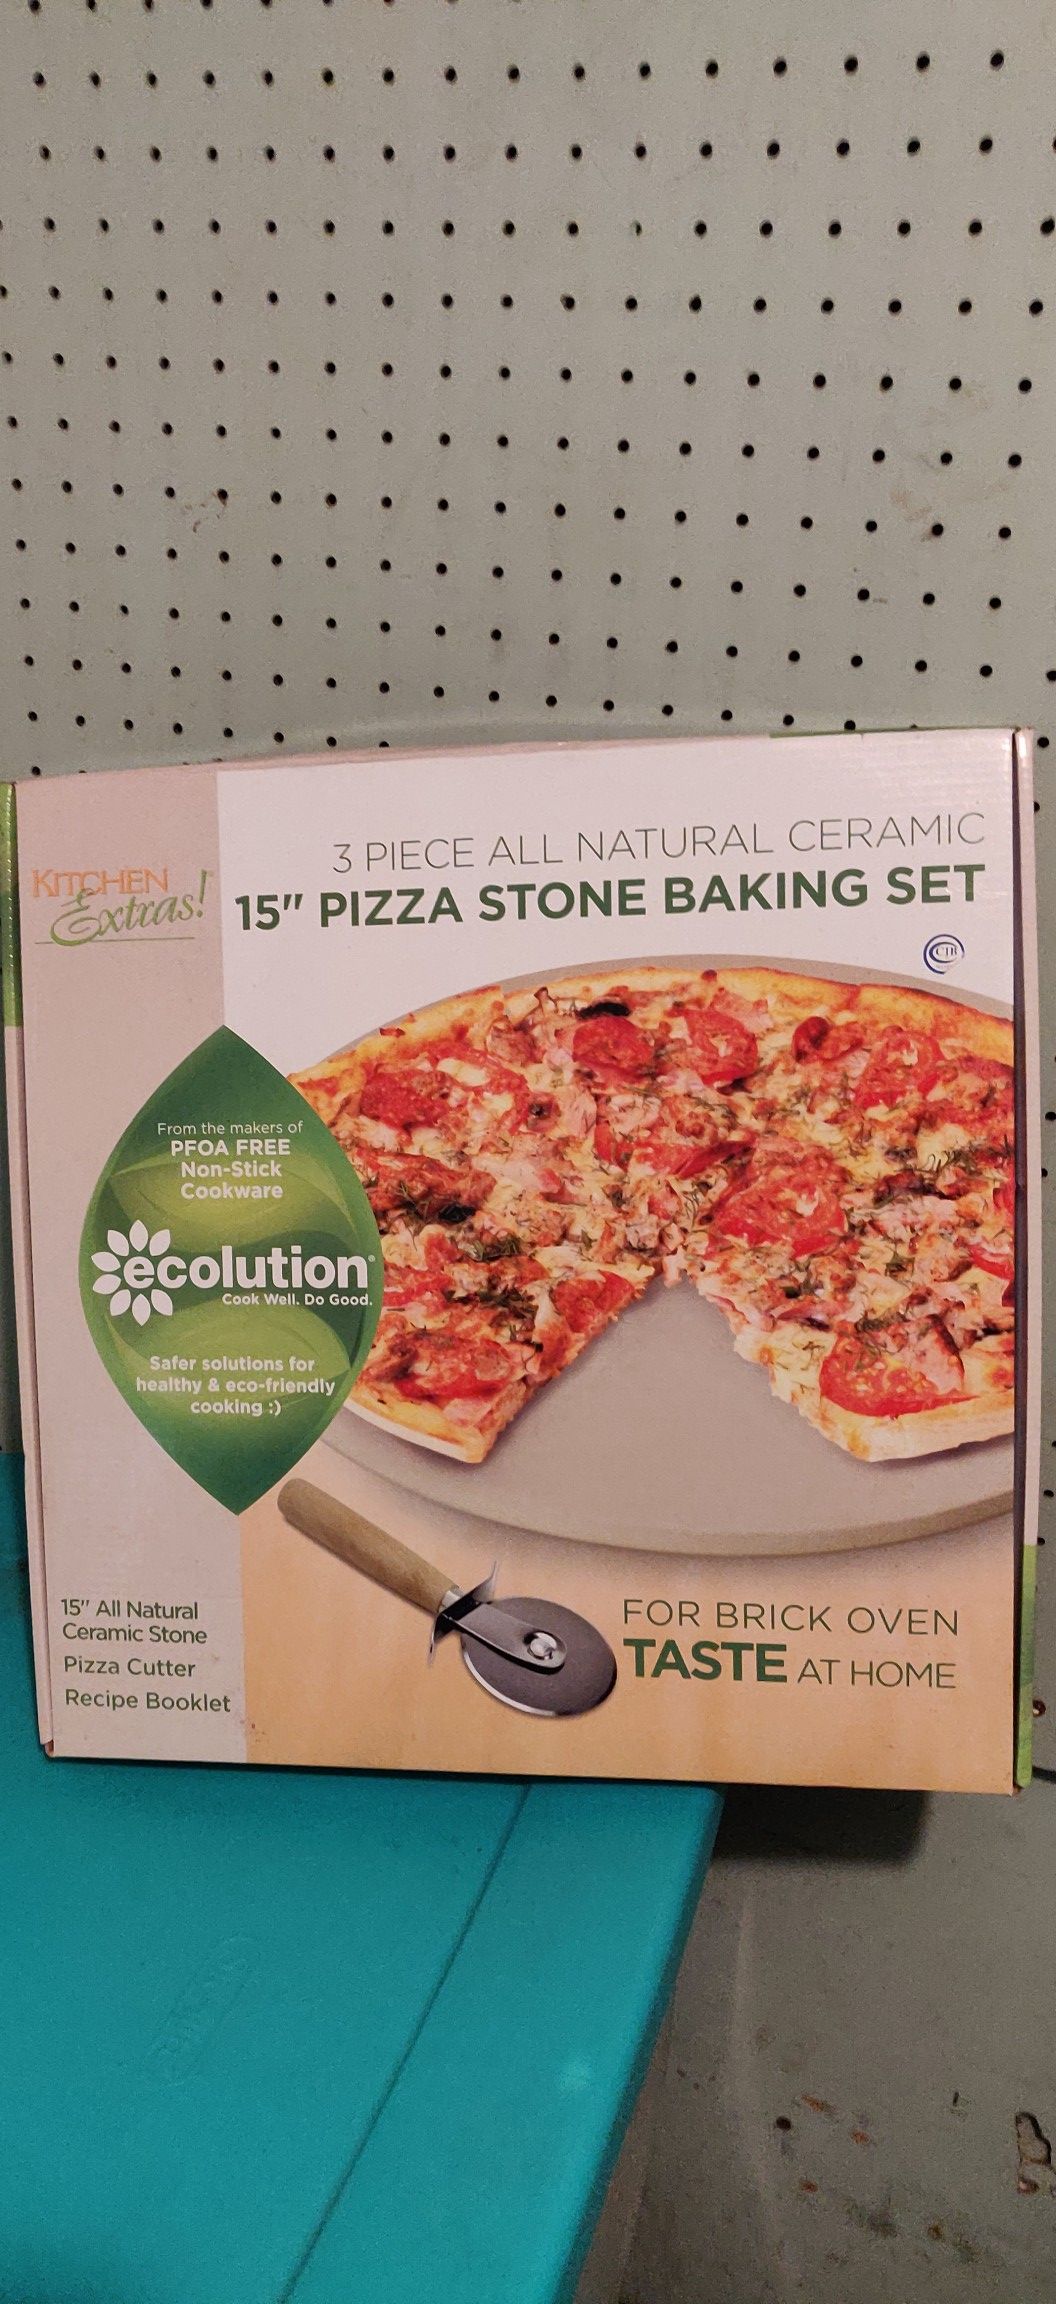 3 PIECE ALL NATURAL CERAMIC
15" PIZZA STONE BAKING SET
KITCHEN
Extras!
CIB
From the makers of
PFOA FREE
Non-Stick
Cookware
ecolution®
Cook Well. Do Good.
Safer solutions for
healthy & eco-friendly
cooking :)
15" All Natural
Ceramic Stone
Pizza Cutter
Recipe Booklet
FOR BRICK OVEN
TASTE AT HOME